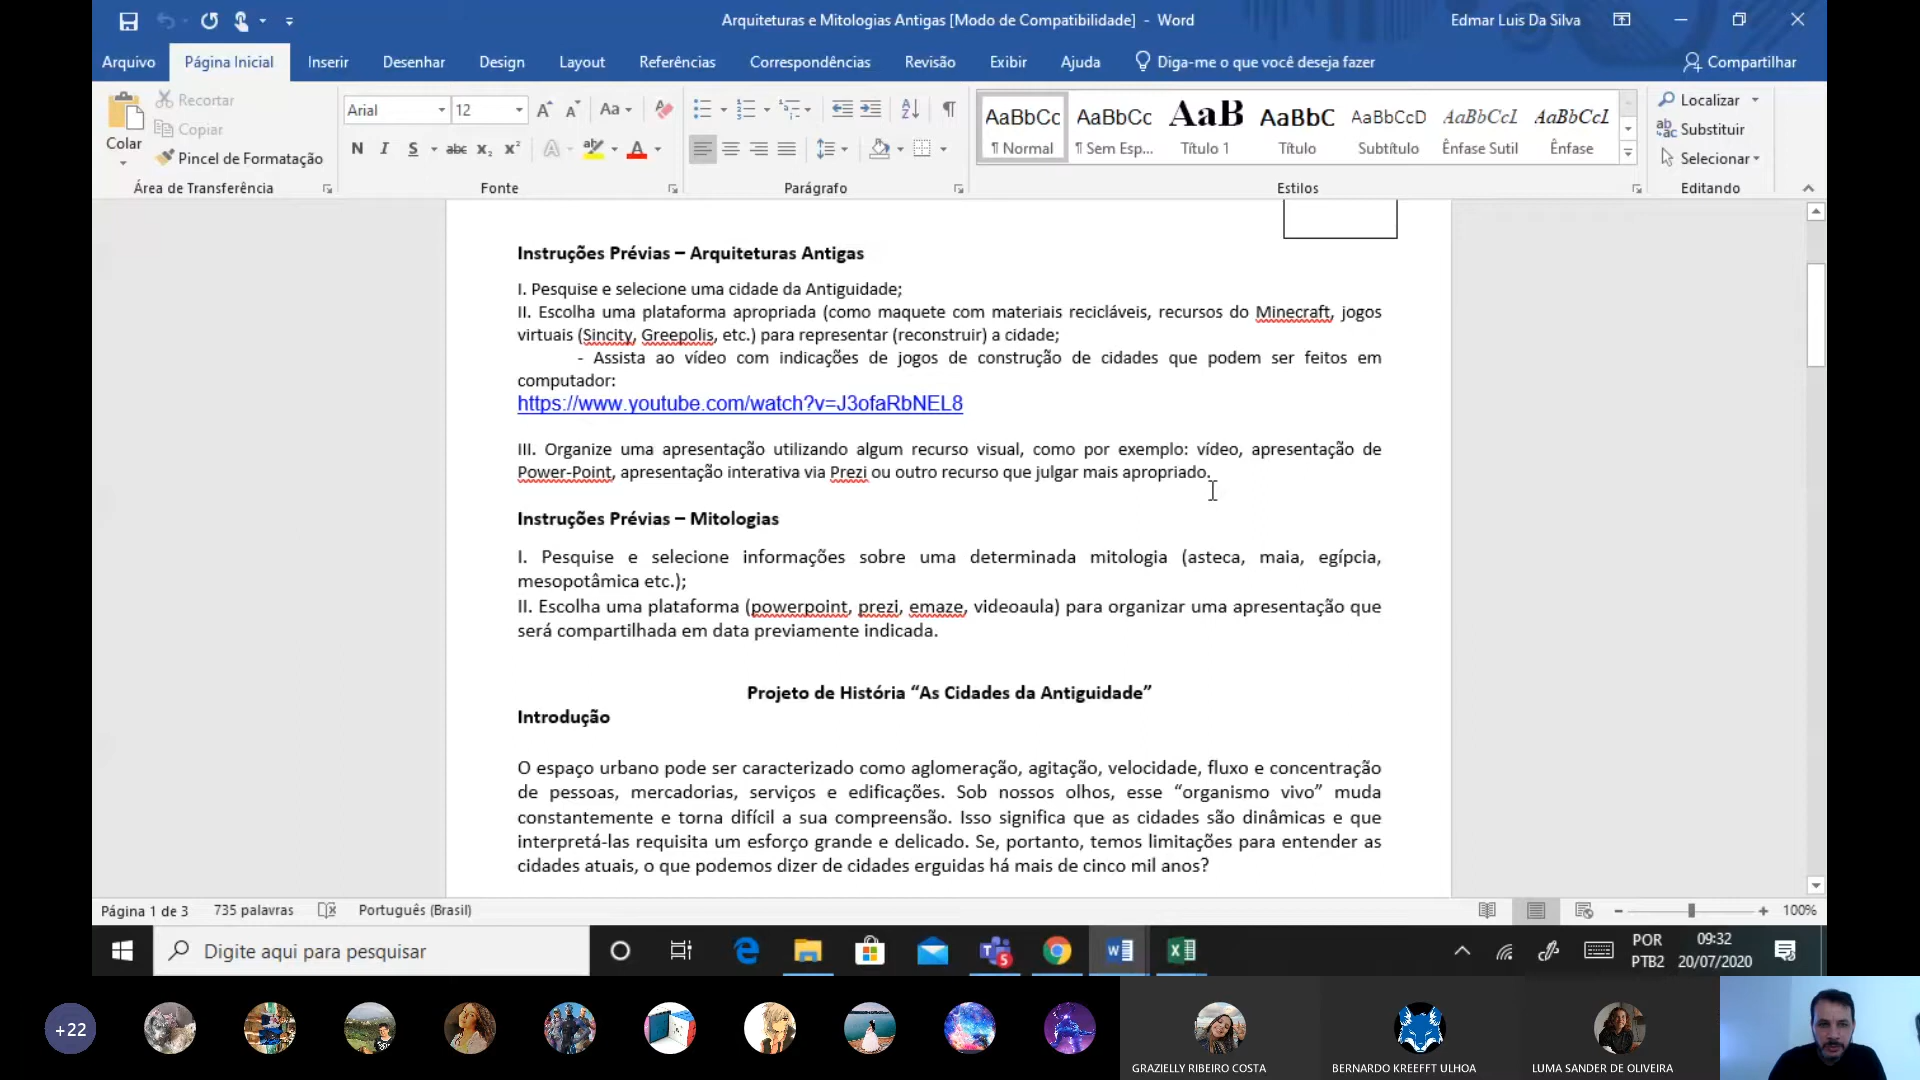 Arquiteturas e Mitologias Antigas [Modo de Compatibilidade] - Word
Edmar Luis Da Silva
Arquivo
Página Inicial
Inserir
Desenhar
Design
Layout
Referências
Correspondências
Revisão
Exibir
Ajuda
Diga-me o que você deseja fazer
Compartilhar
Colar
Recortar
Copiar
Pincel de Formatação
Área de Transferência
Arial
12
Aa
N I S abc x₂ x²
Fonte
Parágrafo
AaBbCc
¶ Normal
AaBbCc
¶ Sem Esp...
AaB
Título 1
AaBbC
Título
AaBbCcD
Subtítulo
AaBbCcL
Ênfase Sutil
AaBbCcL
Ênfase
Estilos
Localizar
Substituir
Selecionar
Editando
Instruções Prévias – Arquiteturas Antigas
I. Pesquise e selecione uma cidade da Antiguidade;
II. Escolha uma plataforma apropriada (como maquete com materiais recicláveis, recursos do Minecraft, jogos
virtuais (Sincity, Greepolis, etc.) para representar (reconstruir) a cidade;
- Assista ao vídeo com indicações de jogos de construção de cidades que podem ser feitos em
computador:
https://www.youtube.com/watch?v=J3ofaRbNEL8
III. Organize uma apresentação utilizando algum recurso visual, como por exemplo: vídeo, apresentação de
Power-Point, apresentação interativa via Prezi ou outro recurso que julgar mais apropriado.
Instruções Prévias – Mitologias
I. Pesquise e selecione informações sobre uma determinada mitologia (asteca, maia, egípcia,
mesopotâmica etc.);
II. Escolha uma plataforma (powerpoint, prezi, emaze, videoaula) para organizar uma apresentação que
será compartilhada em data previamente indicada.
Projeto de História “As Cidades da Antiguidade”
Introdução
O espaço urbano pode ser caracterizado como aglomeração, agitação, velocidade, fluxo e concentração
de pessoas, mercadorias, serviços e edificações. Sob nossos olhos, esse “organismo vivo” muda
constantemente e torna difícil a sua compreensão. Isso significa que as cidades são dinâmicas e que
interpretá-las requisita um esforço grande e delicado. Se, portanto, temos limitações para entender as
cidades atuais, o que podemos dizer de cidades erguidas há mais de cinco mil anos?
Página 1 de 3
735 palavras
Português (Brasil)
100%
Digite aqui para pesquisar
POR
PTB2
09:32
20/07/2020
+22
GRAZIELLY RIBEIRO COSTA
BERNARDO KREEFFT ULHOA
LUMA SANDER DE OLIVEIRA